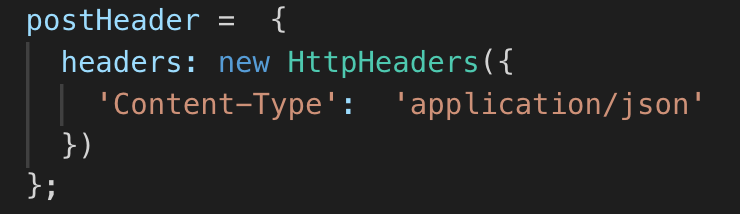 postHeader =  {
  headers: new HttpHeaders({
    'Content-Type':  'application/json'
  })
};